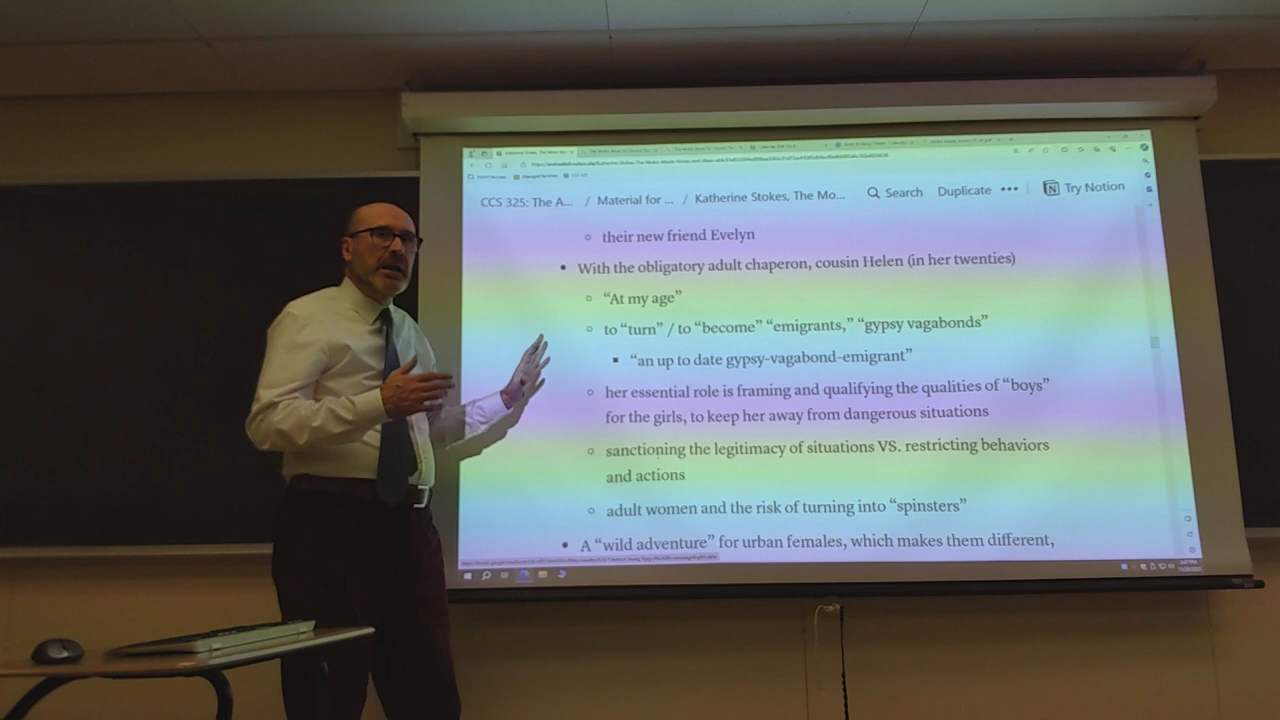 CCS 325: The A... / Material for ... / Katherine Stokes, The Mo... Search Duplicate ••• Try Notion
○ their new friend Evelyn
• With the obligatory adult chaperon, cousin Helen (in her twenties)
○ “At my age”
○ to “turn” / to “become” “emigrants,” “gypsy vagabonds”
▪ “an up to date gypsy-vagabond-emigrant”
○ her essential role is framing and qualifying the qualities of “boys”
for the girls, to keep her away from dangerous situations
○ sanctioning the legitimacy of situations VS. restricting behaviors
and actions
○ adult women and the risk of turning into “spinsters”
• A “wild adventure” for urban females, which makes them different,